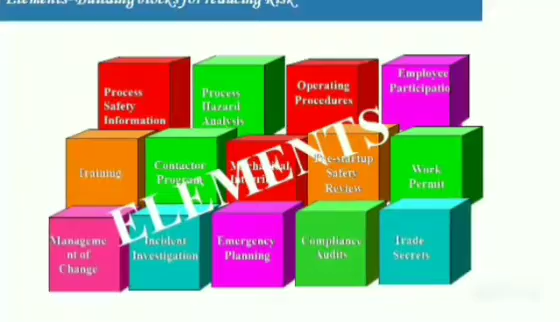 Elements–Building blocks for reducing Risk
Process
Safety
Information
Process
Hazard
Analysis
Operating
Procedures
Employee
Participatio
Training
Contactor
Program
Mechanical
Integrity
Pre-startup
Safety
Review
Work
Permit
ELEMENTS
Manageme
nt of
Change
Incident
Investigation
Emergency
Planning
Compliance
Audits
Trade
Secrets